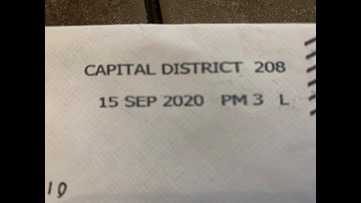 CAPITAL DISTRICT 208
15 SEP 2020 PM 3 L